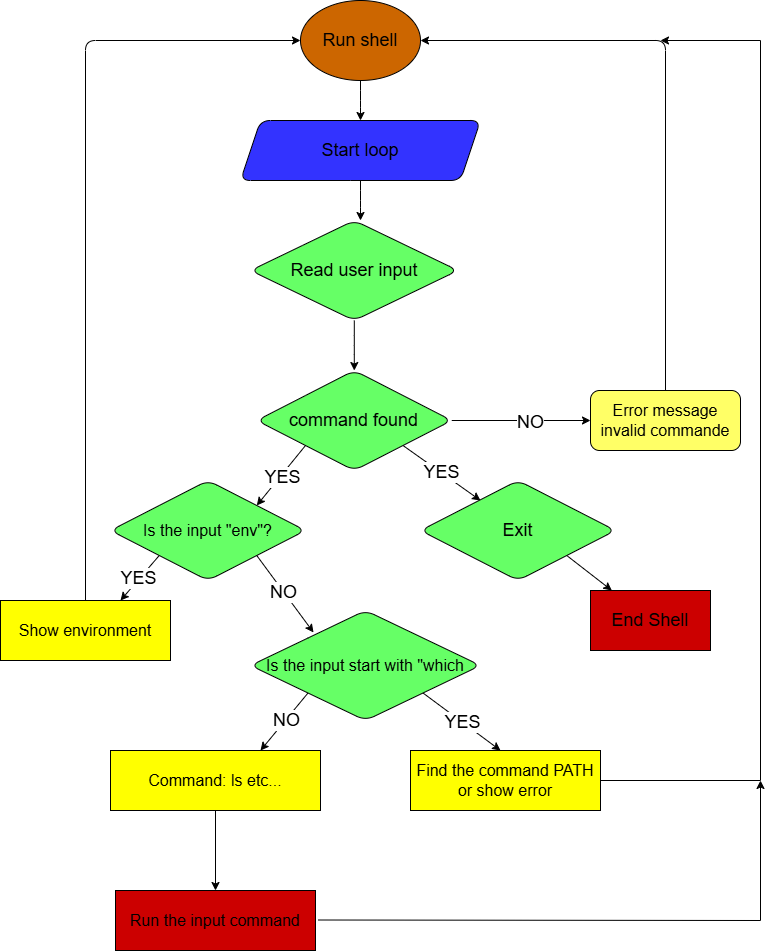 Run shell
Start loop
Read user input
command found
NO
Error message
invalid commande
YES
YES
Is the input "env"?
Exit
YES
NO
Show environment
End Shell
Is the input start with "which
NO
YES
Command: ls etc...
Find the command PATH
or show error
Run the input command